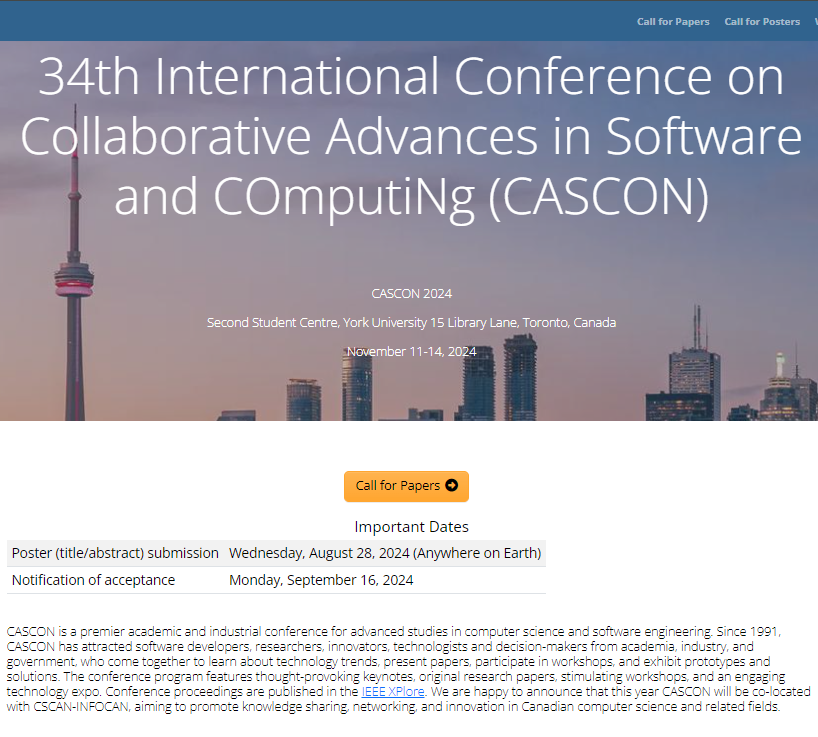 Call for Papers Call for Posters
34th International Conference on
Collaborative Advances in Software
and COmputiNg (CASCON)
CASCON 2024
Second Student Centre, York University 15 Library Lane, Toronto, Canada
November 11-14, 2024
Call for Papers
Important Dates
Poster (title/abstract) submission Wednesday, August 28, 2024 (Anywhere on Earth)
Notification of acceptance Monday, September 16, 2024
CASCON is a premier academic and industrial conference for advanced studies in computer science and software engineering. Since 1991,
CASCON has attracted software developers, researchers, innovators, technologists and decision-makers from academia, industry, and
government, who come together to learn about technology trends, present papers, participate in workshops, and exhibit prototypes and
solutions. The conference program features thought-provoking keynotes, original research papers, stimulating workshops, and an engaging
technology expo. Conference proceedings are published in the IEEE XPlore. We are happy to announce that this year CASCON will be co-located
with CSCAN-INFOCAN, aiming to promote knowledge sharing, networking, and innovation in Canadian computer science and related fields.